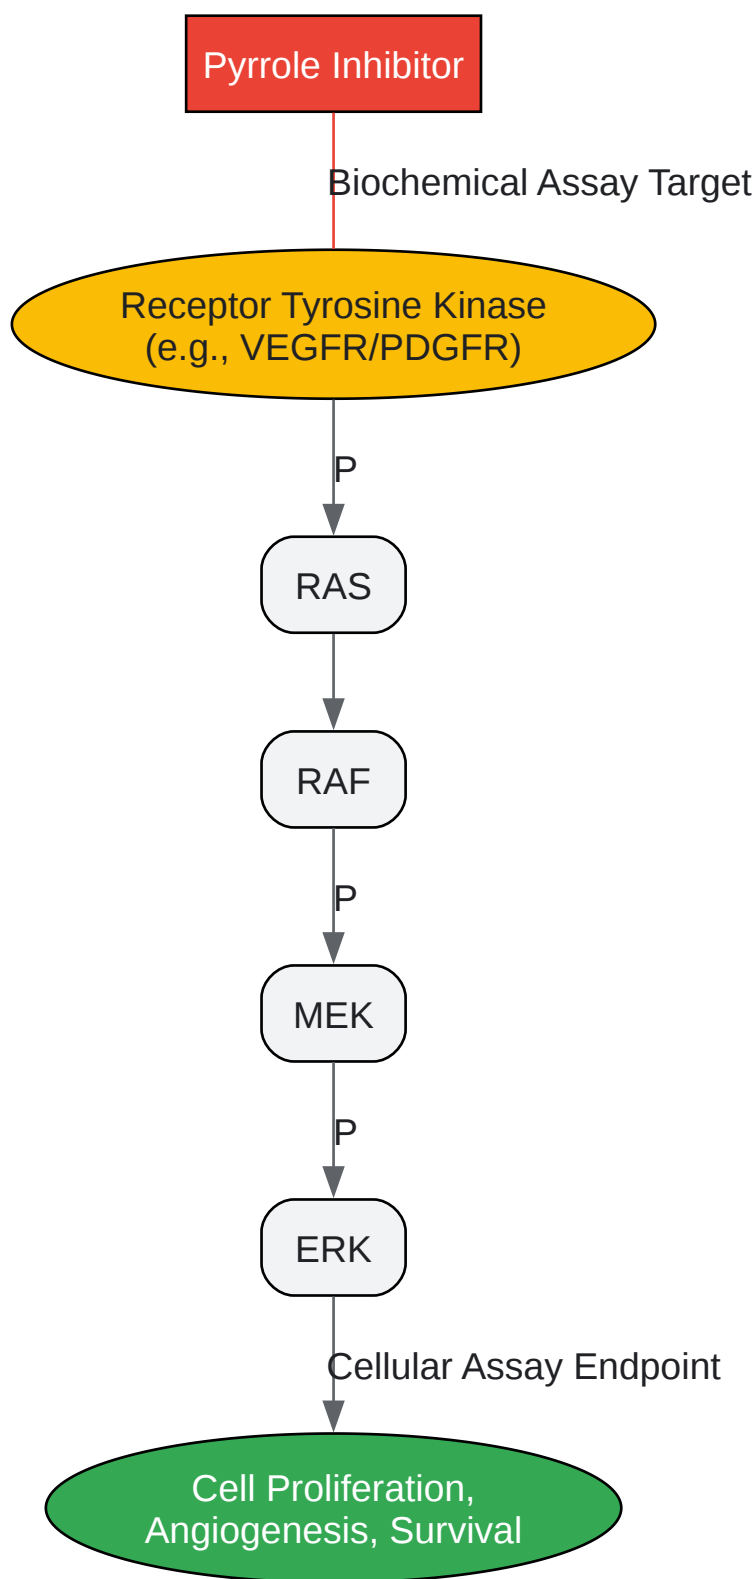 Pyrrole Inhibitor
Biochemical Assay Target
Receptor Tyrosine Kinase
(e.g., VEGFR/PDGFR)
P
RAS
RAF
P
MEK
P
ERK
Cellular Assay Endpoint
Cell Proliferation,
Angiogenesis, Survival